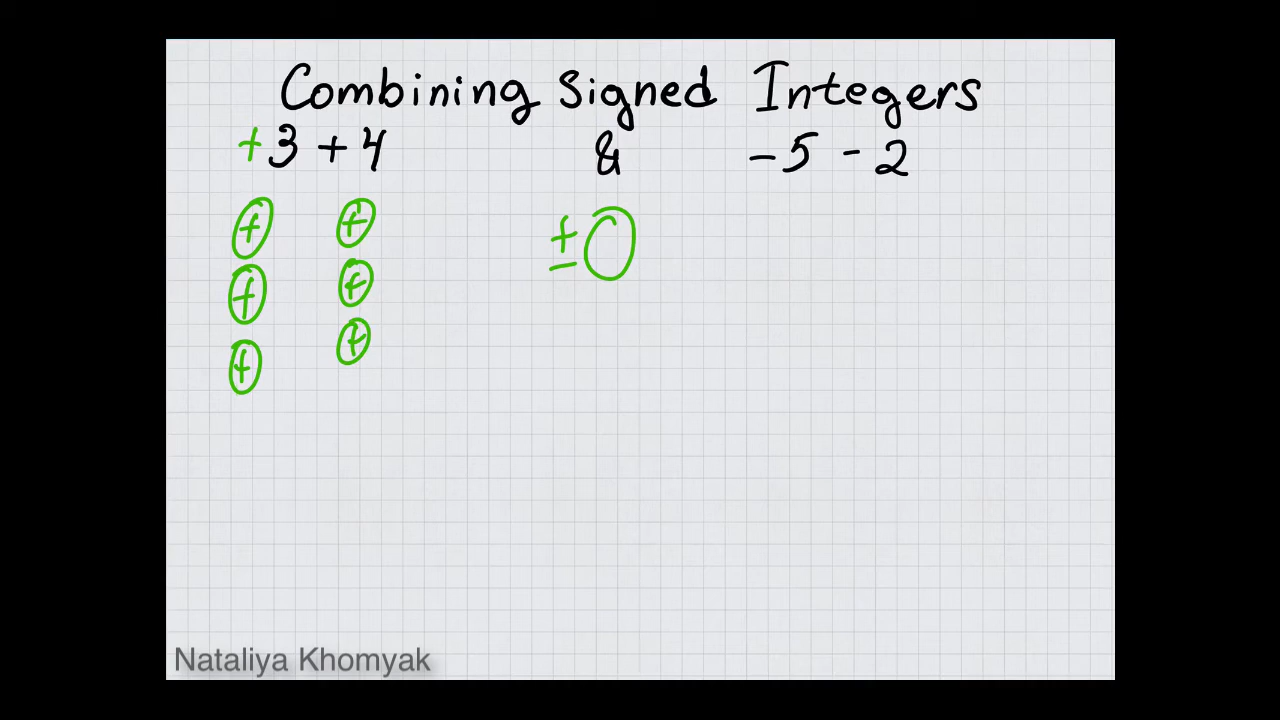 Combining Signed Integers
+3 + 4 & -5 - 2
+ + ± 0
+ +
+ +
Nataliya Khomyak